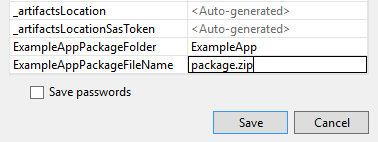 _artifactsLocation <Auto-generated>
_artifactsLocationSasToken <Auto-generated>
ExampleAppPackageFolder ExampleApp
ExampleAppPackageFileName package.zip
Save passwords
Save Cancel